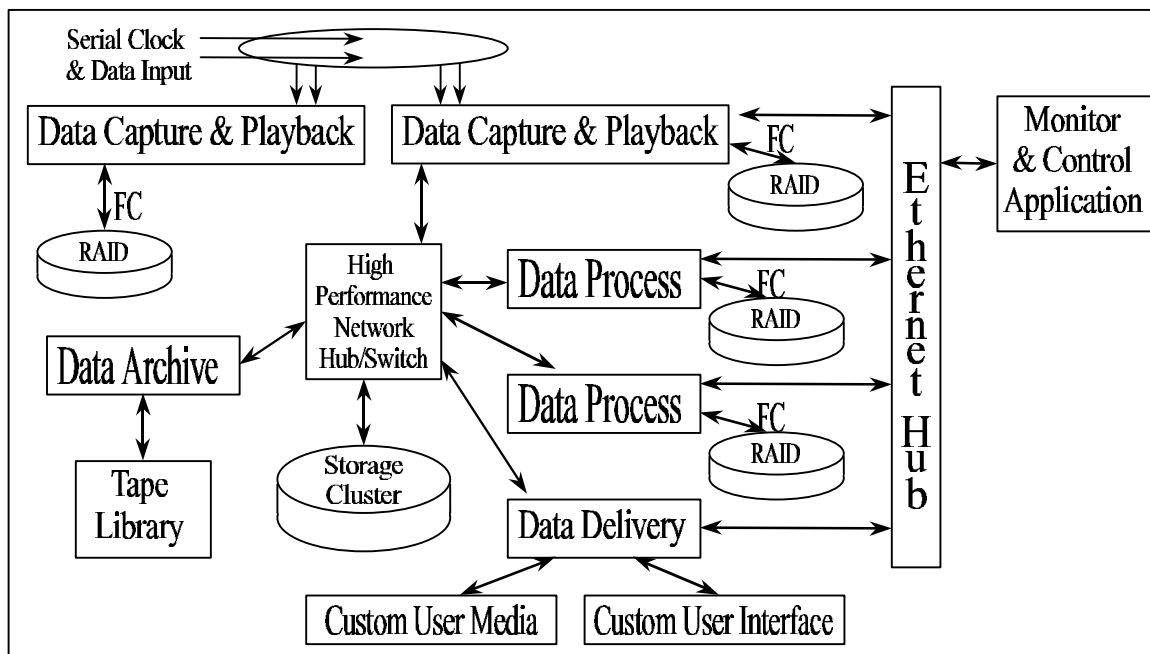 Serial Clock
& Data Input
Data Capture & Playback
Data Capture & Playback
FC
RAID
FC
RAID
Monitor
& Control
Application
Ethernet Hub
High
Performance
Network
Hub/Switch
Data Process
FC
RAID
Data Archive
Data Process
FC
RAID
Tape
Library
Storage
Cluster
Data Delivery
Custom User Media
Custom User Interface